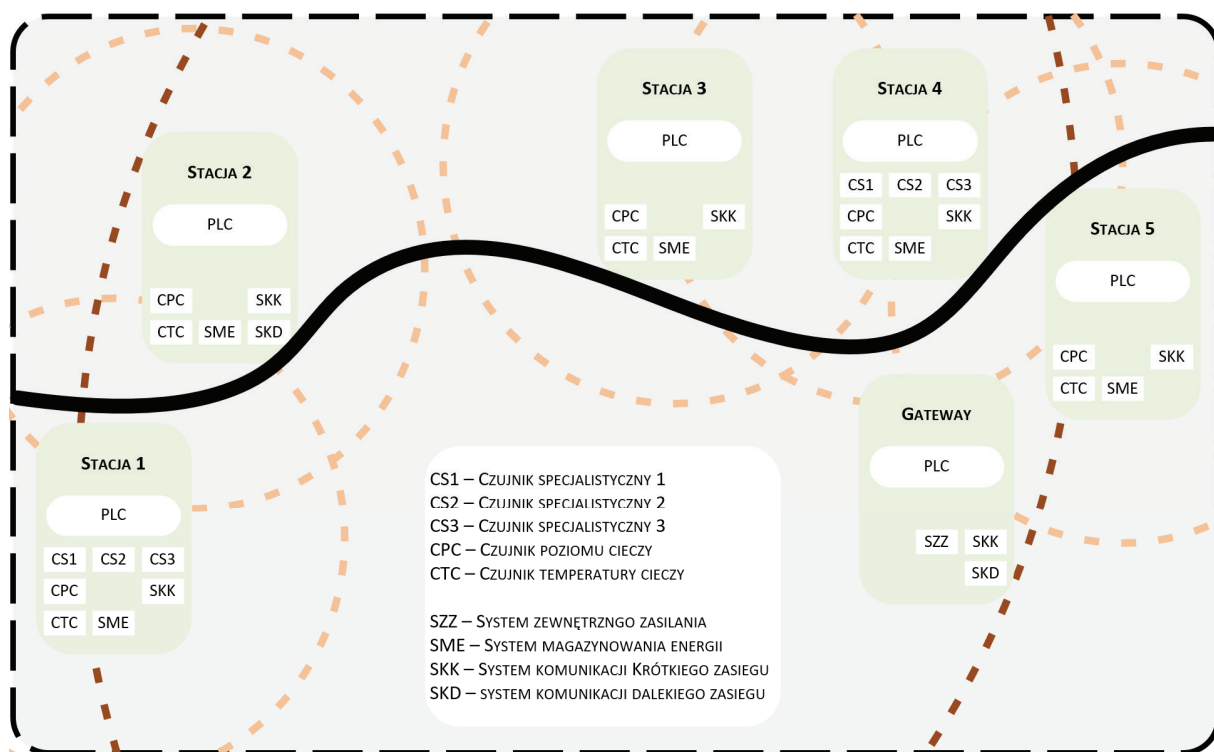 STACJA 1
PLC
CS1 CS2 CS3
CPC SKK
CTC SME
STACJA 2
PLC
CPC SKK
CTC SME SKD
STACJA 3
PLC
CPC SKK
CTC SME
STACJA 4
PLC
CS1 CS2 CS3
CPC SKK
CTC SME
STACJA 5
PLC
CPC SKK
CTC SME
GATEWAY
PLC
SZZ SKK
SKD
CS1 – CZUJNIK SPECJALISTYCZNY 1
CS2 – CZUJNIK SPECJALISTYCZNY 2
CS3 – CZUJNIK SPECJALISTYCZNY 3
CPC – CZUJNIK POZIOMU CIECZY
CTC – CZUJNIK TEMPERATURY CIECZY
SZZ – SYSTEM ZEWNĘTRZNGO ZASILANIA
SME – SYSTEM MAGAZYNOWANIA ENERGII
SKK – SYSTEM KOMUNIKACJI KRÓTKIEGO ZASIEGU
SKD – SYSTEM KOMUNIKACJI DALEKIEGO ZASIEGU